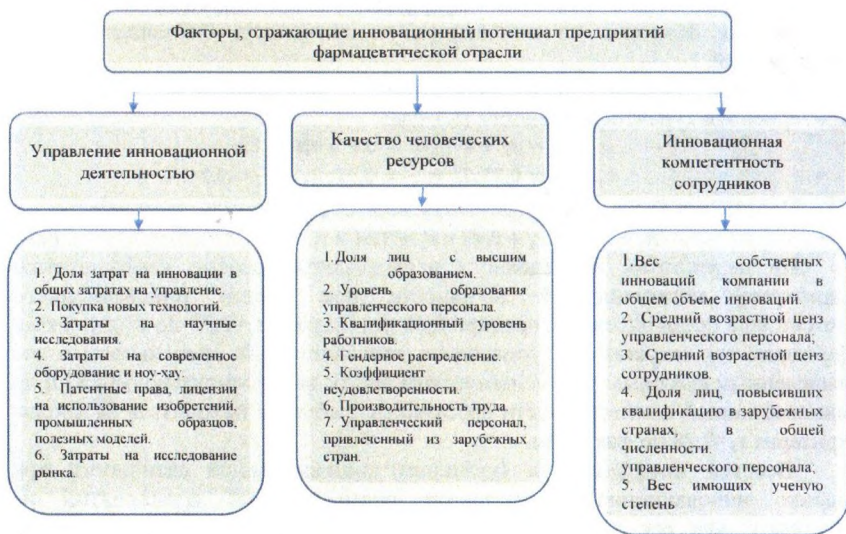 Факторы, отражающие инновационный потенциал предприятий
фармацевтической отрасли
Управление инновационной
деятельностью
Качество человеческих
ресурсов
Инновационная
компетентность
сотрудников
1. Доля затрат на инновации в
общих затратах на управление.
2. Покупка новых технологий.
3. Затраты на научные
исследования.
4. Затраты на современное
оборудование и ноу-хау.
5. Патентные права, лицензии
на использование изобретений,
промышленных образцов,
полезных моделей.
6. Затраты на исследование
рынка.
1.Доля лиц с высшим
образованием.
2. Уровень образования
управленческого персонала.
3. Квалификационный уровень
работников.
4. Гендерное распределение.
5. Коэффициент
неудовлетворенности.
6. Производительность труда.
7. Управленческий персонал,
привлеченный из зарубежных
стран.
1.Вес собственных
инноваций компании в
общем объеме инноваций.
2. Средний возрастной ценз
управленческого персонала;
3. Средний возрастной ценз
сотрудников.
4. Доля лиц, повысивших
квалификацию в зарубежных
странах, в общей
численности.
управленческого персонала;
5. Вес имющих ученую
степень